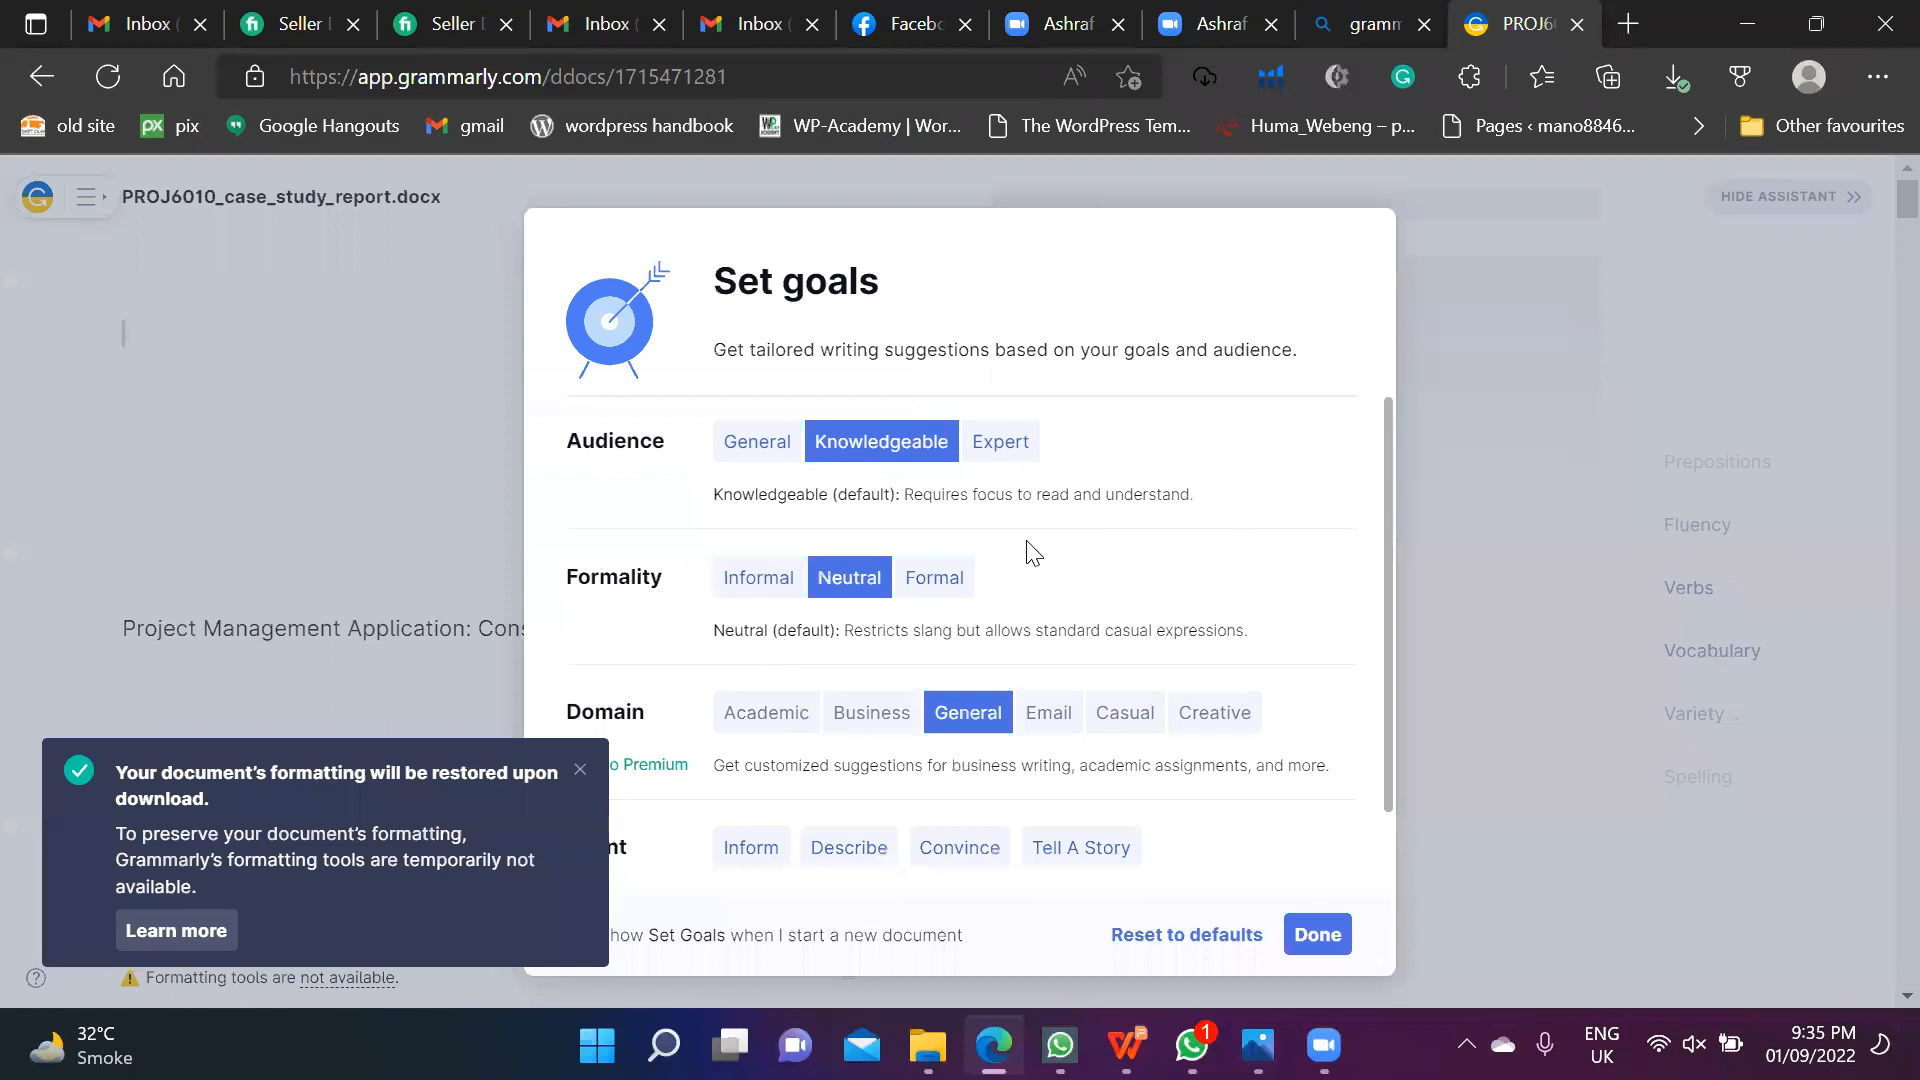 Inbox (
Seller
Seller
Inbox
Inbox (
Facebo
Ashraf
Ashraf
gramm
PROJ6
https://app.grammarly.com/ddocs/1715471281
old site
pix
Google Hangouts
gmail
wordpress handbook
WP-Academy | Wor...
The WordPress Tem...
Huma_Webeng – p...
Pages ‹ mano8846...
Other favourites
PROJ6010_case_study_report.docx
HIDE ASSISTANT
Set goals
Get tailored writing suggestions based on your goals and audience.
Audience
General
Knowledgeable
Expert
Knowledgeable (default): Requires focus to read and understand.
Formality
Informal
Neutral
Formal
Neutral (default): Restricts slang but allows standard casual expressions.
Domain
Academic
Business
General
Email
Casual
Creative
o Premium
Get customized suggestions for business writing, academic assignments, and more.
nt
Inform
Describe
Convince
Tell A Story
how Set Goals when I start a new document
Reset to defaults
Done
Project Management Application: Cons
Your document's formatting will be restored upon
download.
To preserve your document's formatting,
Grammarly's formatting tools are temporarily not
available.
Learn more
Formatting tools are not available.
Prepositions
Fluency
Verbs
Vocabulary
Variety
Spelling
32°C
Smoke
1
ENG
UK
9:35 PM
01/09/2022